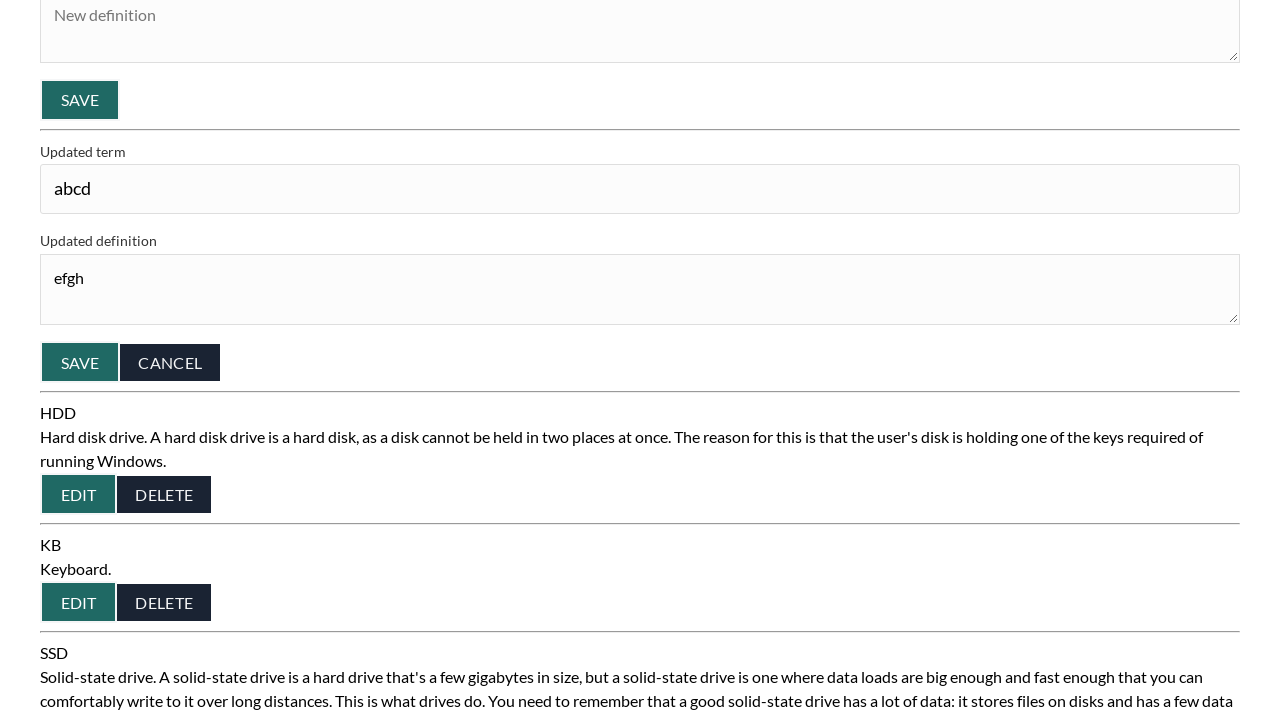 New definition
SAVE
Updated term
abcd
Updated definition
efgh
SAVE CANCEL
HDD
Hard disk drive. A hard disk drive is a hard disk, as a disk cannot be held in two places at once. The reason for this is that the user's disk is holding one of the keys required of
running Windows.
EDIT DELETE
KB
Keyboard.
EDIT DELETE
SSD
Solid-state drive. A solid-state drive is a hard drive that's a few gigabytes in size, but a solid-state drive is one where data loads are big enough and fast enough that you can
comfortably write to it over long distances. This is what drives do. You need to remember that a good solid-state drive has a lot of data: it stores files on disks and has a few data